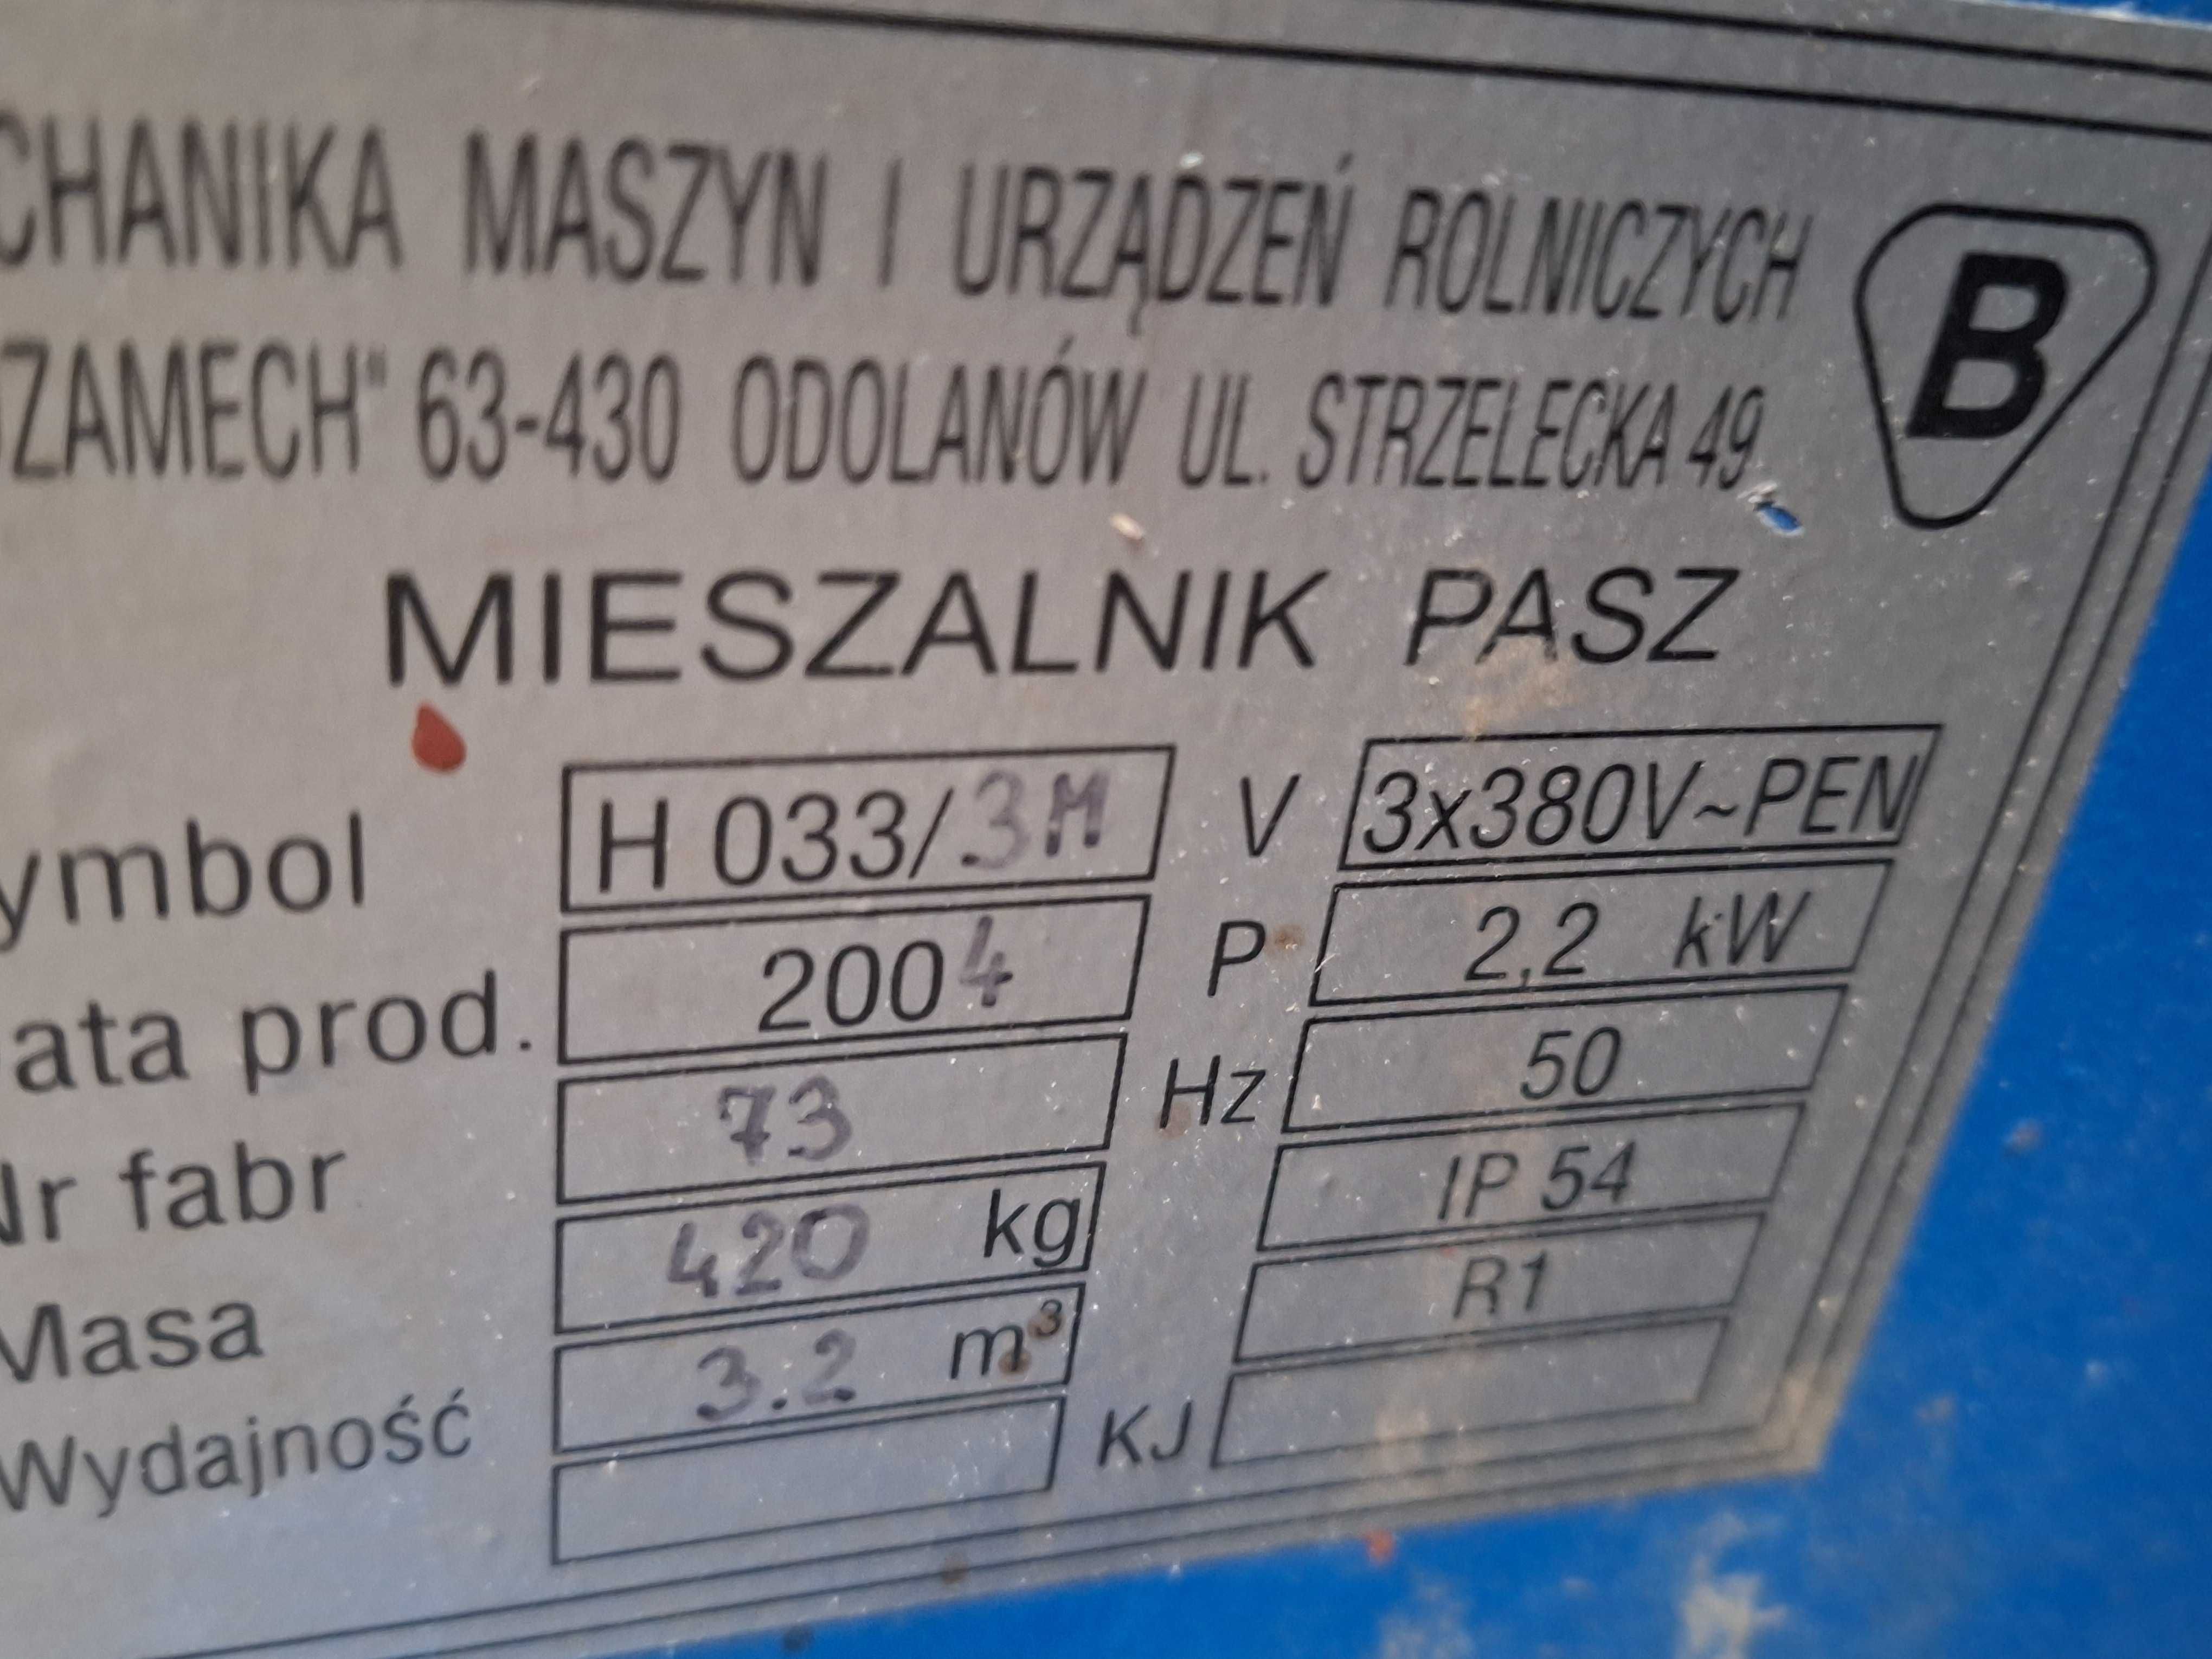 CHANIKA MASZYN I URZĄDZEŃ ROLNICZYCH
B
ZAMECH" 63-430 ODOLANÓW UL. STRZELECKA 49
MIESZALNIK PASZ
ymbol H 033/3M V 3x380V~PEN
ata prod. 2004 P 2,2 kW
Nr fabr 73 Hz 50
Masa 420 kg IP 54
Wydajność 3.2 m³ R1
KJ